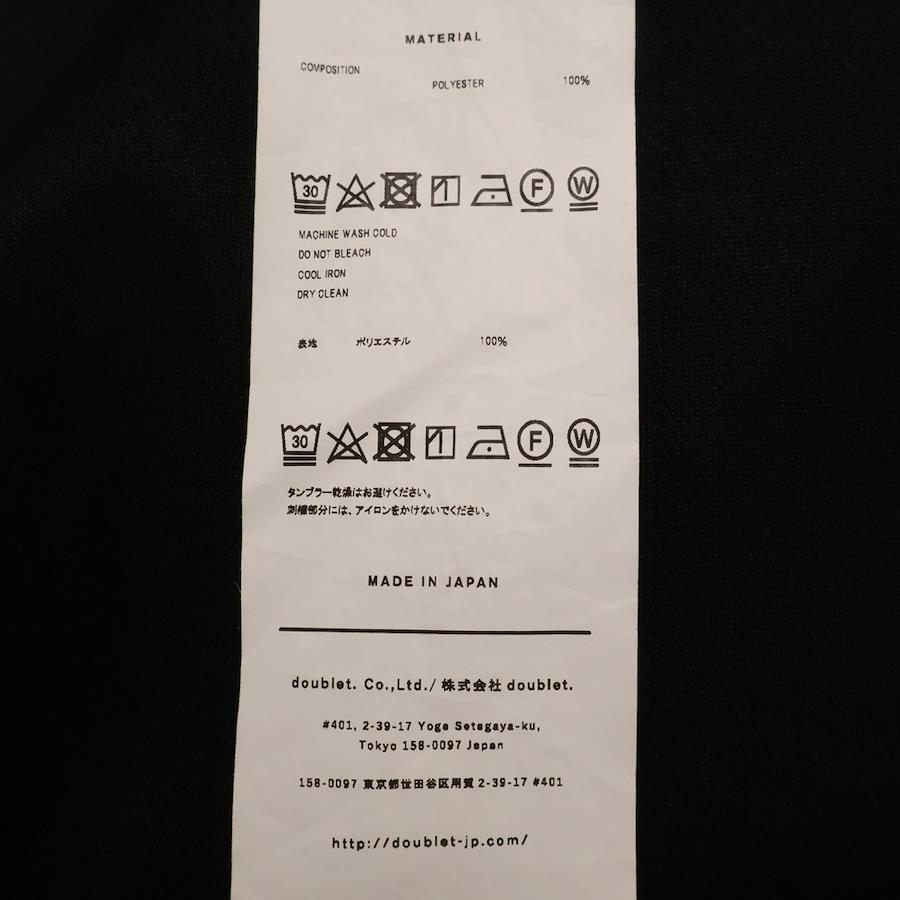 MATERIAL
COMPOSITION POLYESTER 100%
30 F W
MACHINE WASH COLD
DO NOT BLEACH
COOL IRON
DRY CLEAN
表地 ポリエステル 100%
30 F W
タンブラー乾燥はお避けください。
刺繍部分には、アイロンをかけないでください。
MADE IN JAPAN
doublet. Co.,Ltd./ 株式会社 doublet.
#401, 2-39-17 Yoga Setagaya-ku,
Tokyo 158-0097 Japan
158-0097 東京都世田谷区用賀 2-39-17 #401
http://doublet-jp.com/